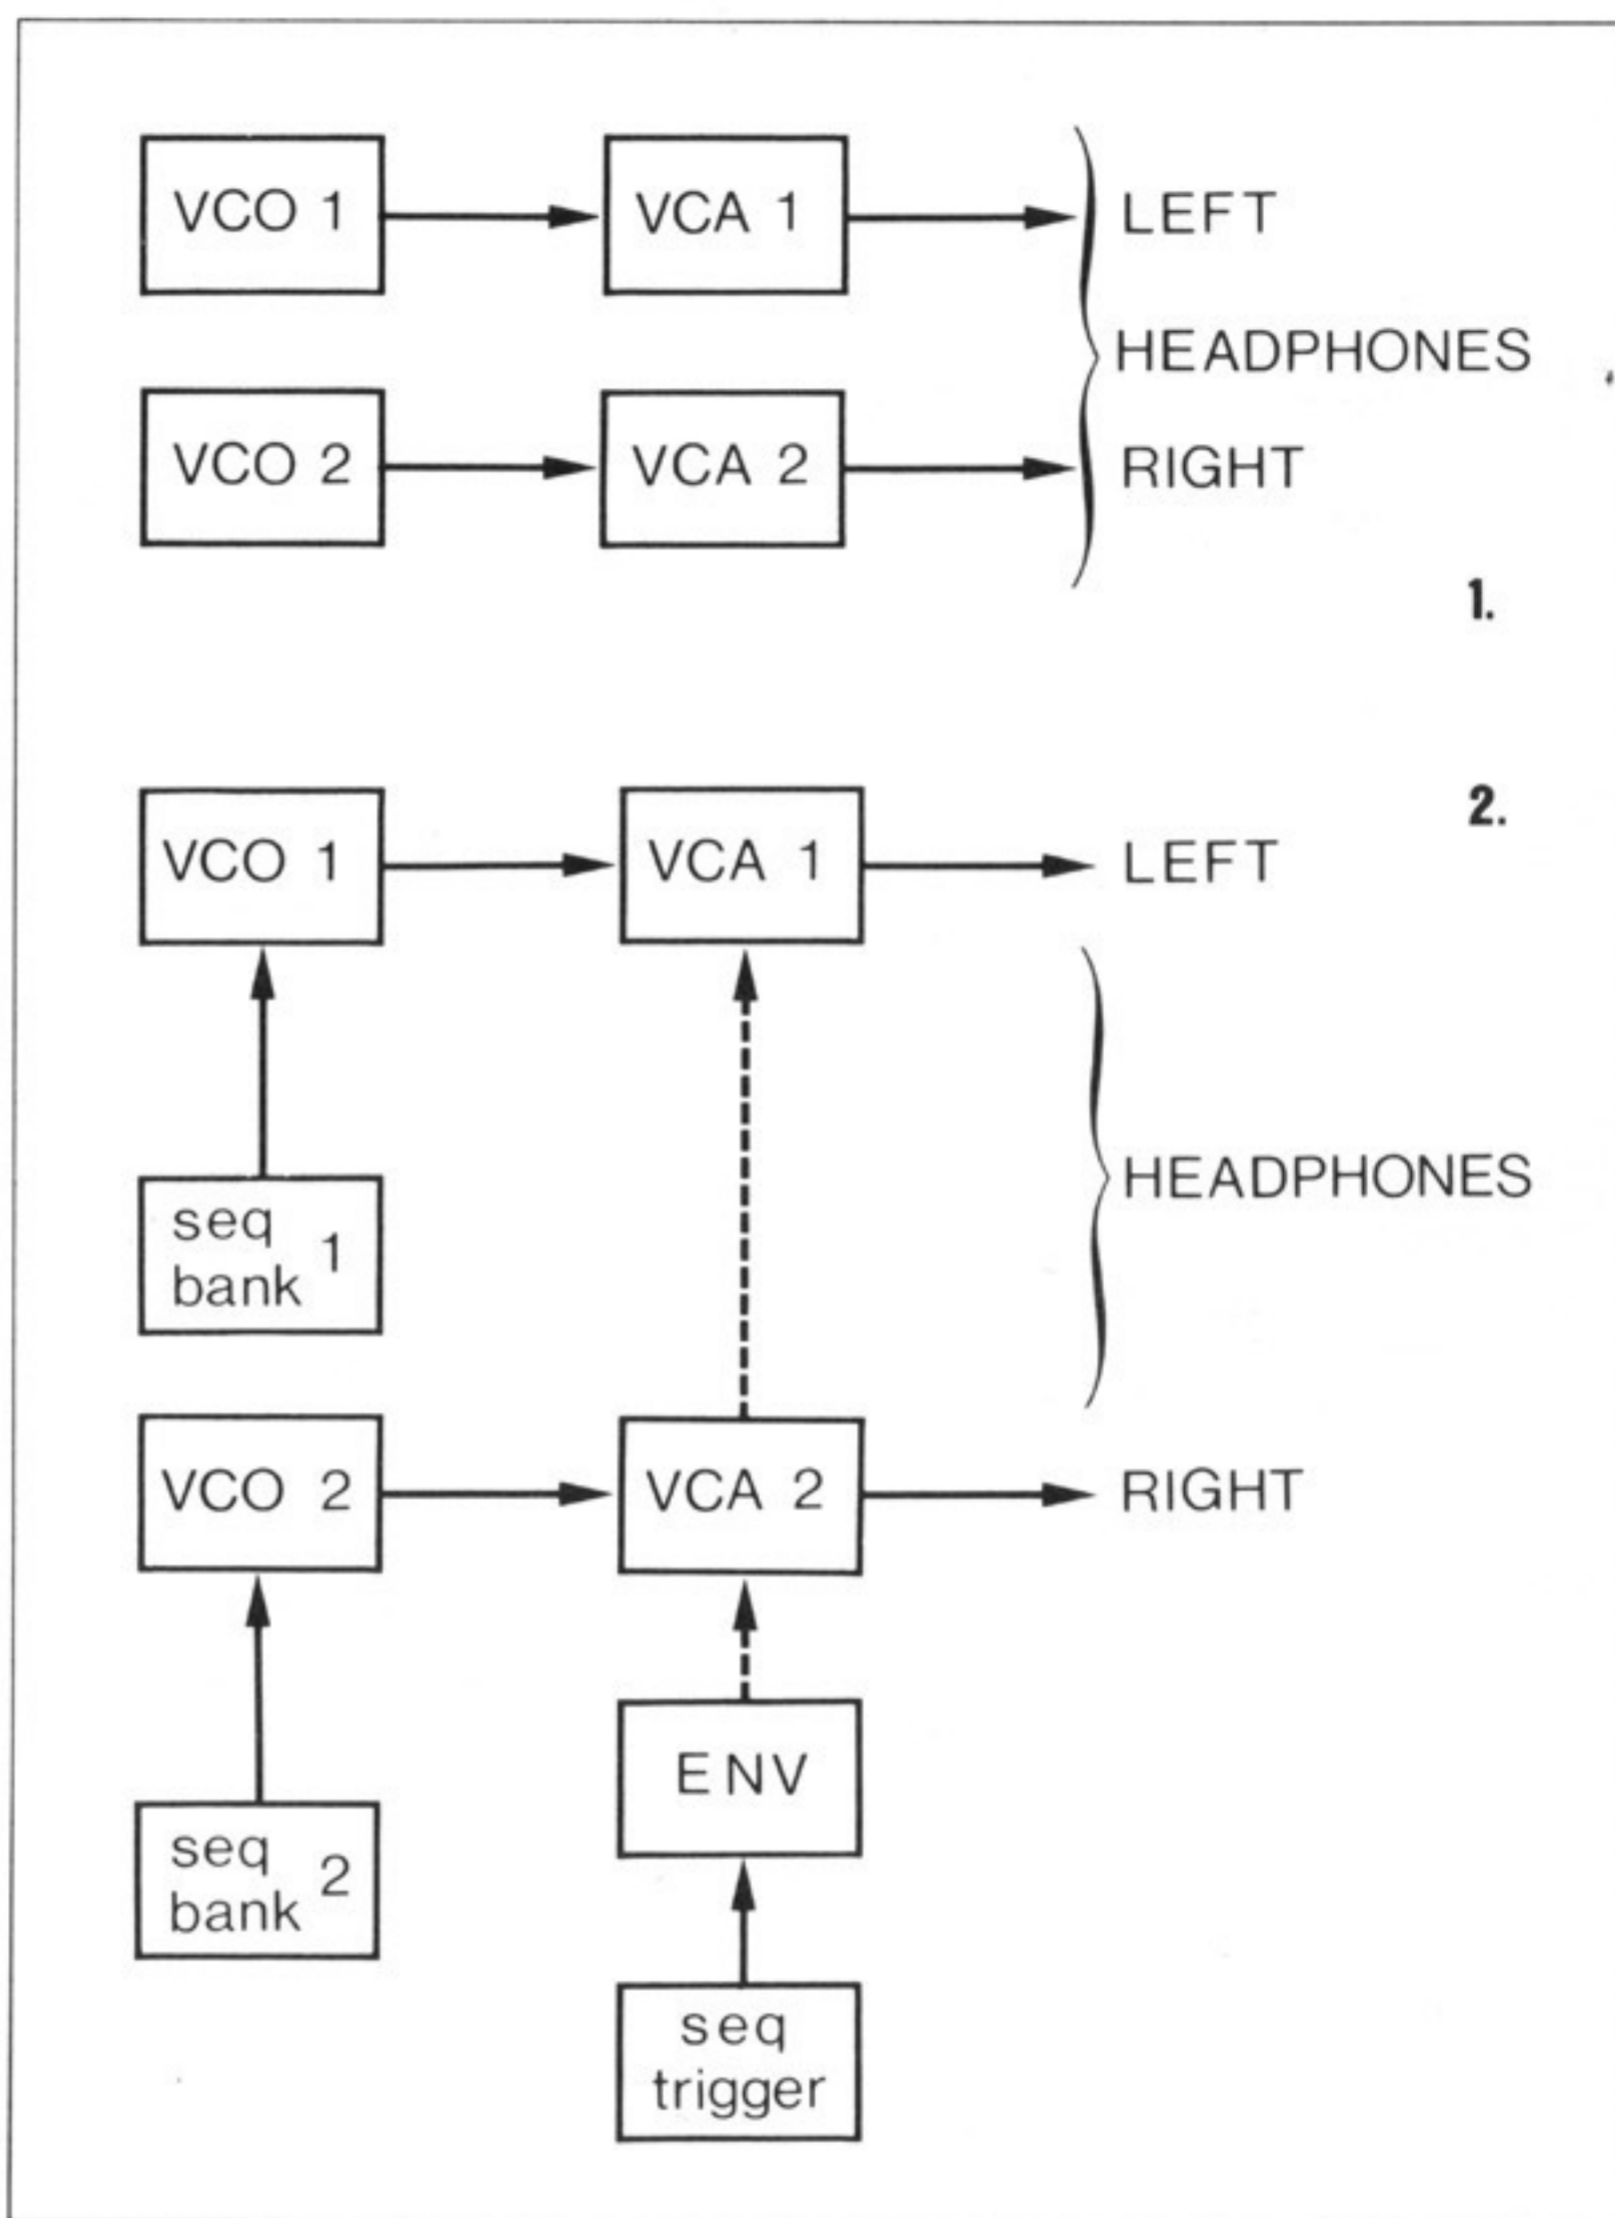 VCO 1
VCA 1
LEFT
HEADPHONES
VCO 2
VCA 2
RIGHT
1.
2.
VCO 1
VCA 1
LEFT
HEADPHONES
seq
bank 1
VCO 2
VCA 2
RIGHT
ENV
seq
bank 2
seq
trigger